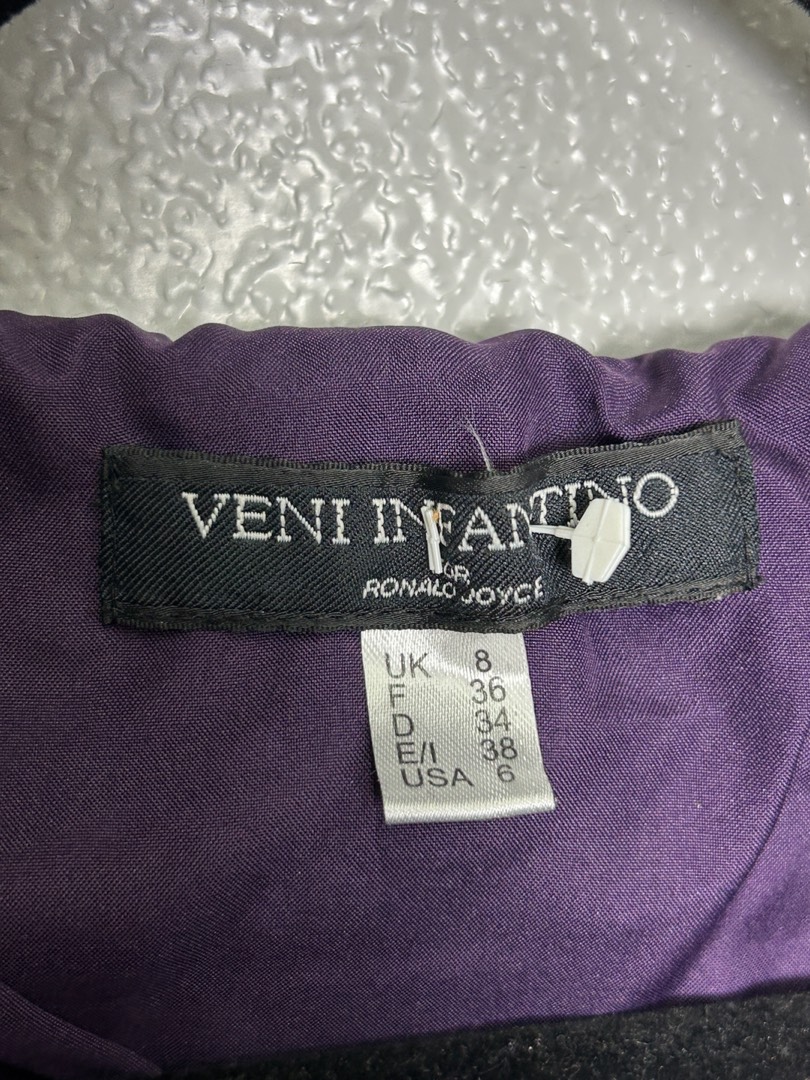 VENI INFANTINO
RONALD JOYCE
UK 8
F 36
D 34
E/I 38
USA 6